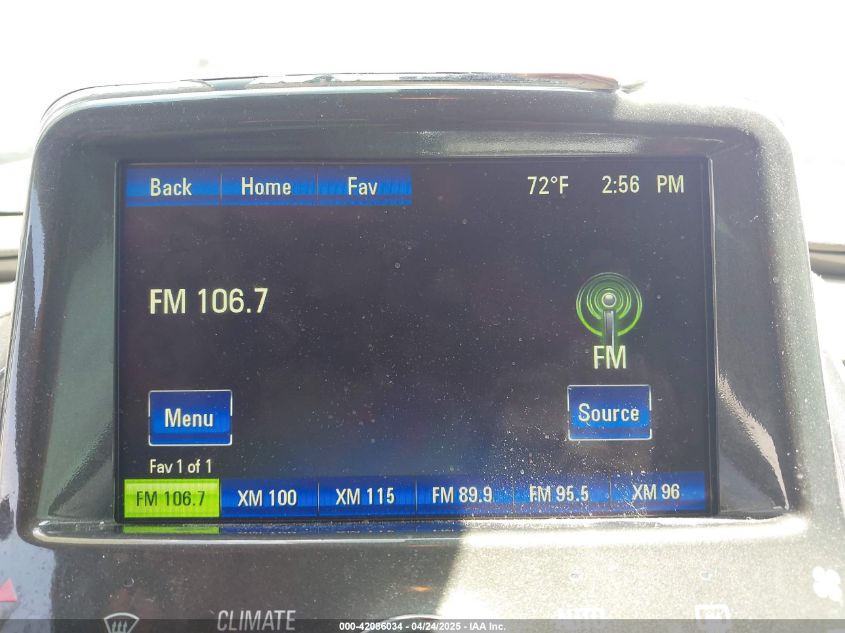 Back Home Fav 72°F 2:56 PM
FM 106.7
FM
Menu Source
Fav 1 of 1
FM 106.7 XM 100 XM 115 FM 89.9 FM 95.5 XM 96
CLIMATE AUTO
000-42086034 - 04/24/2025 - IAA Inc.